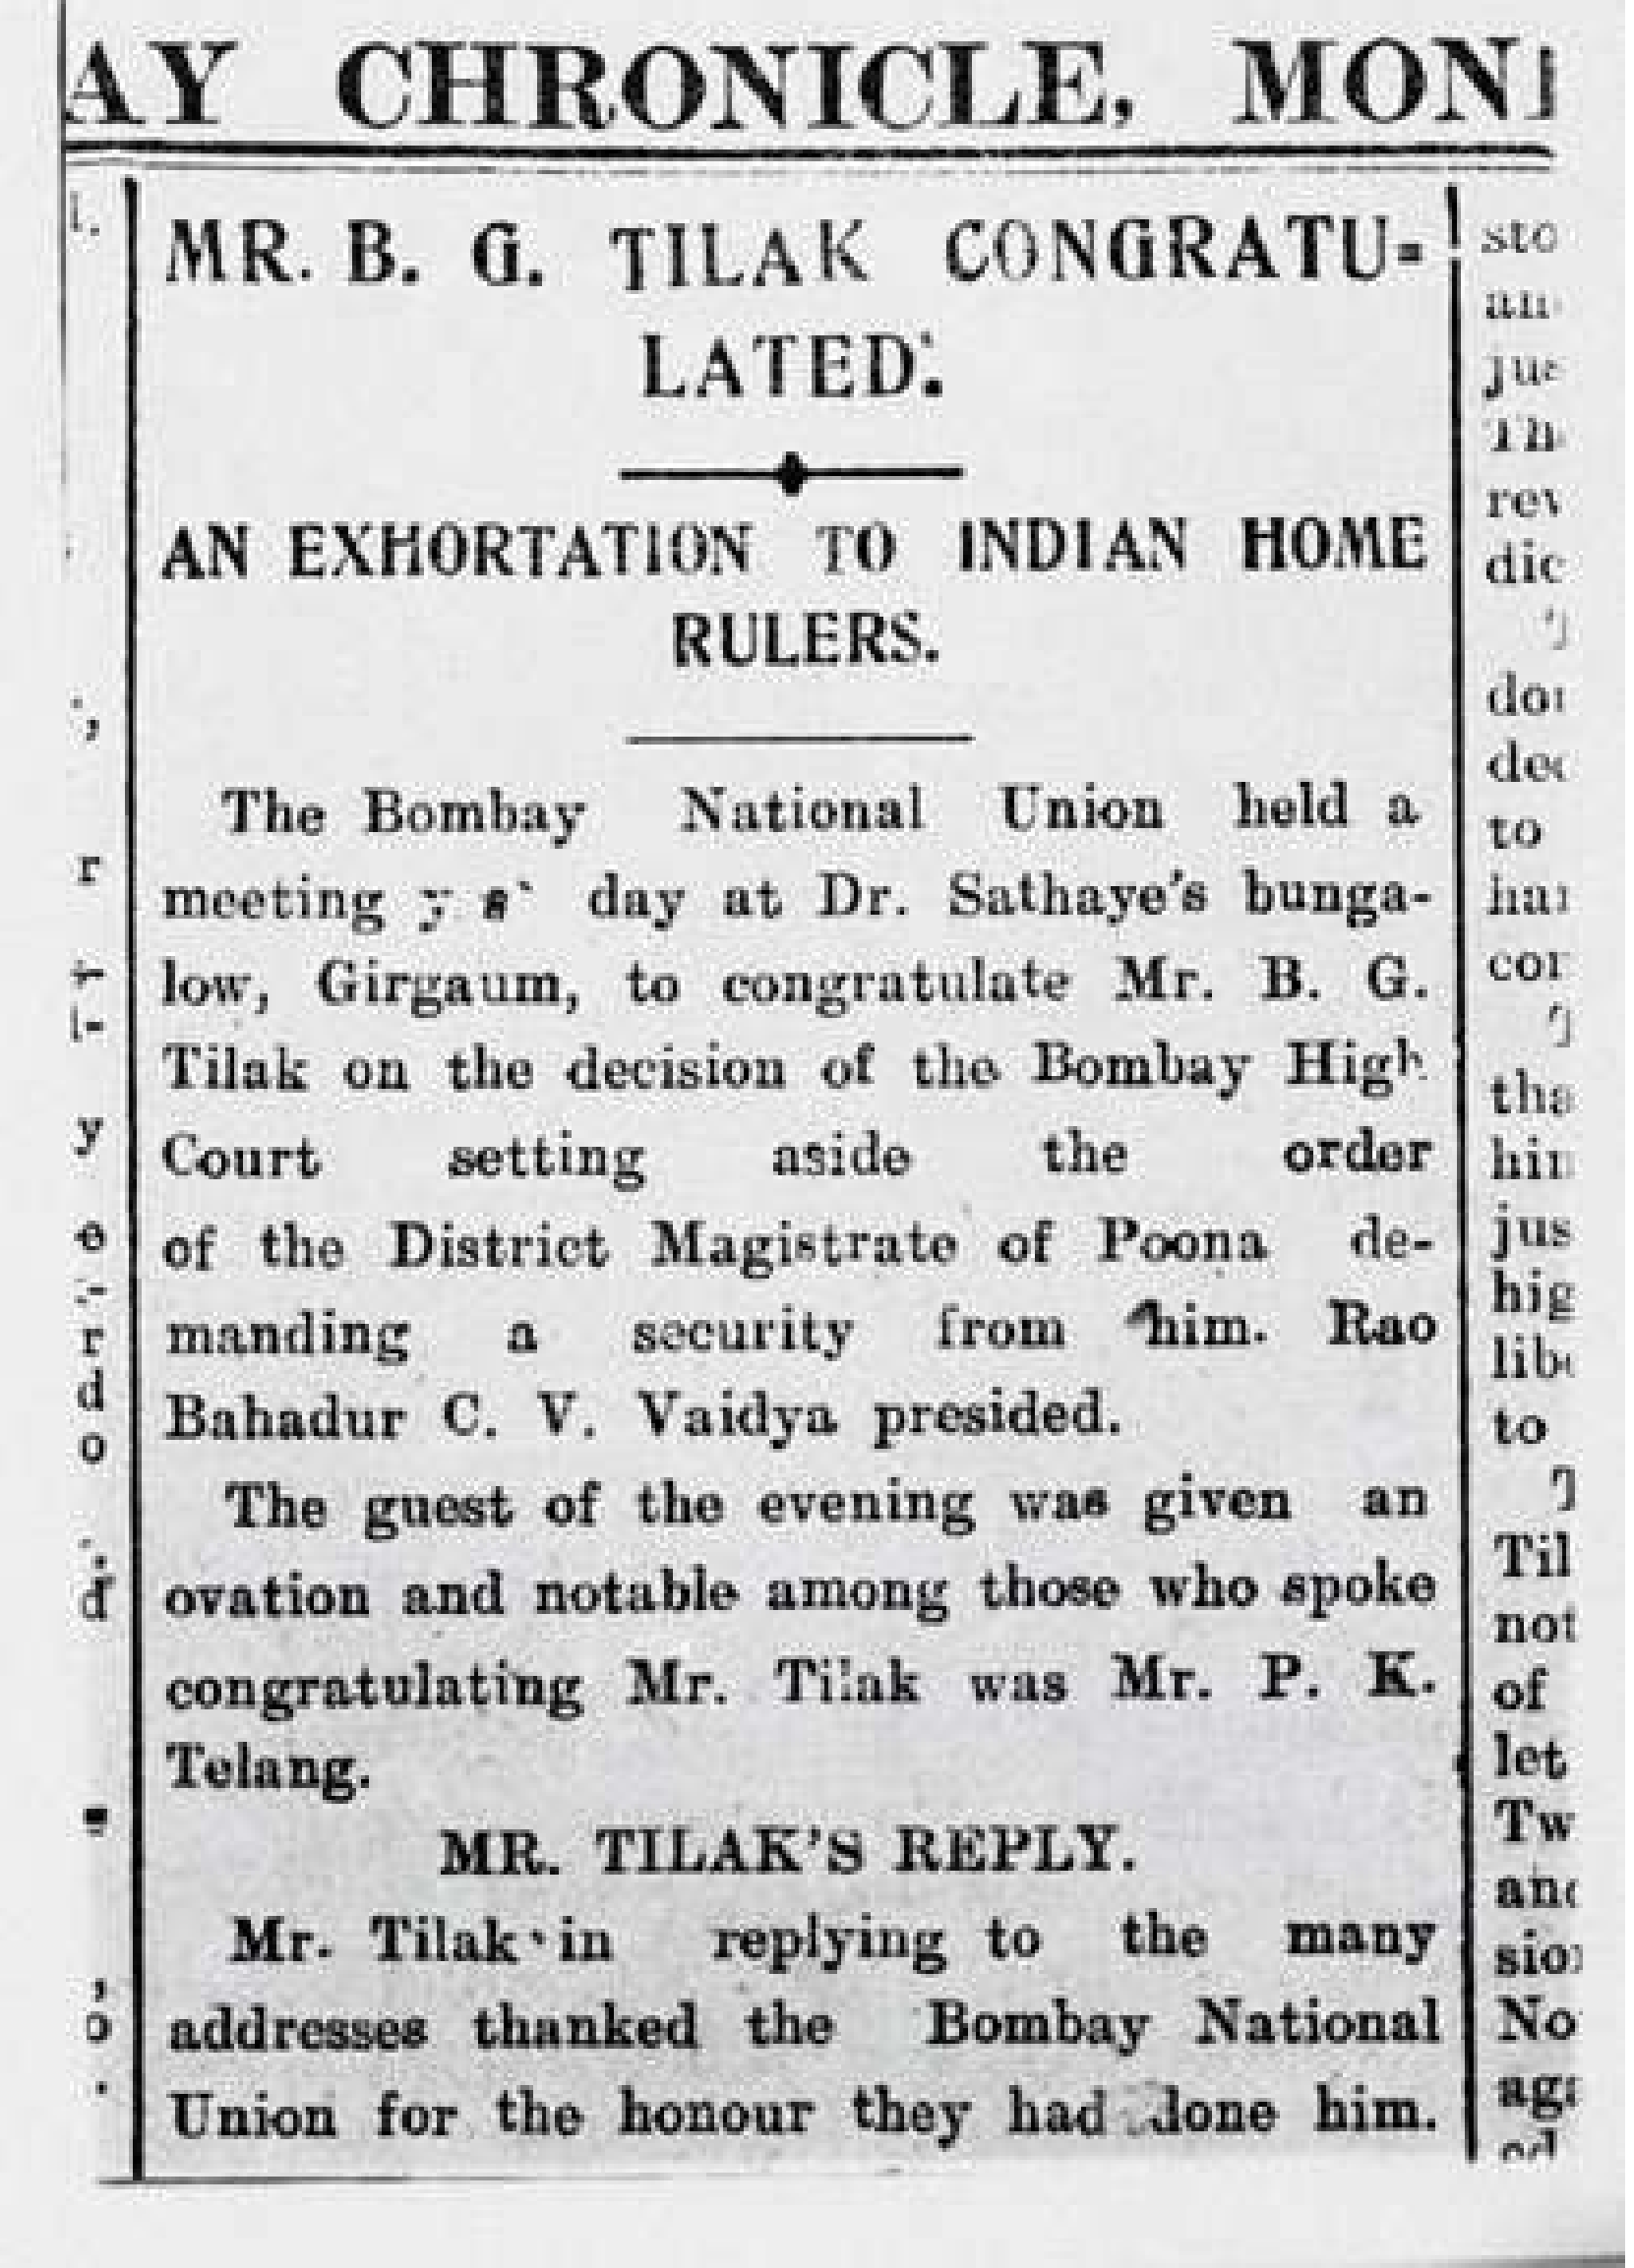 AY CHRONICLE, MON
MR. B. G. TILAK CONGRATU-
LATED.
AN EXHORTATION TO INDIAN HOME
RULERS.
The Bombay National Union held a
meeting day at Dr. Sathaye's bunga-
low, Girgaum, to congratulate Mr. B. G.
Tilak on the decision of the Bombay High
Court setting aside the order
of the District Magistrate of Poona de-
manding a security from him. Rao
Bahadur C. V. Vaidya presided.
The guest of the evening was given an
ovation and notable among those who spoke
congratulating Mr. Tilak was Mr. P. K.
Telang.
MR. TILAK'S REPLY.
Mr. Tilak in replying to the many
addresses thanked the Bombay National
Union for the honour they had done him.